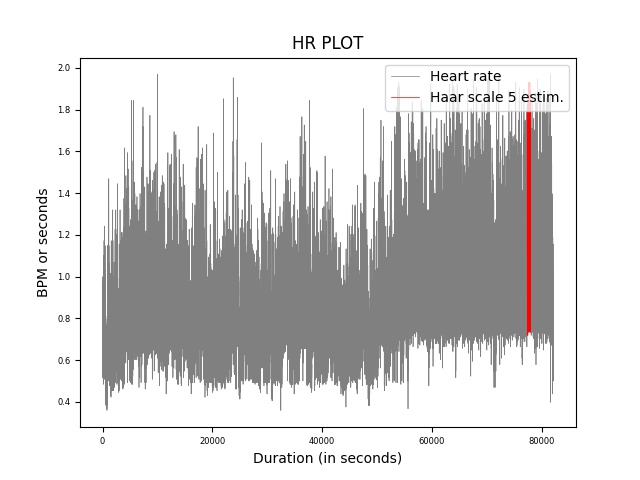 HR PLOT
Heart rate
Haar scale 5 estim.
BPM or seconds
2.0
1.8
1.6
1.4
1.2
1.0
0.8
0.6
0.4
0 20000 40000 60000 80000
Duration (in seconds)